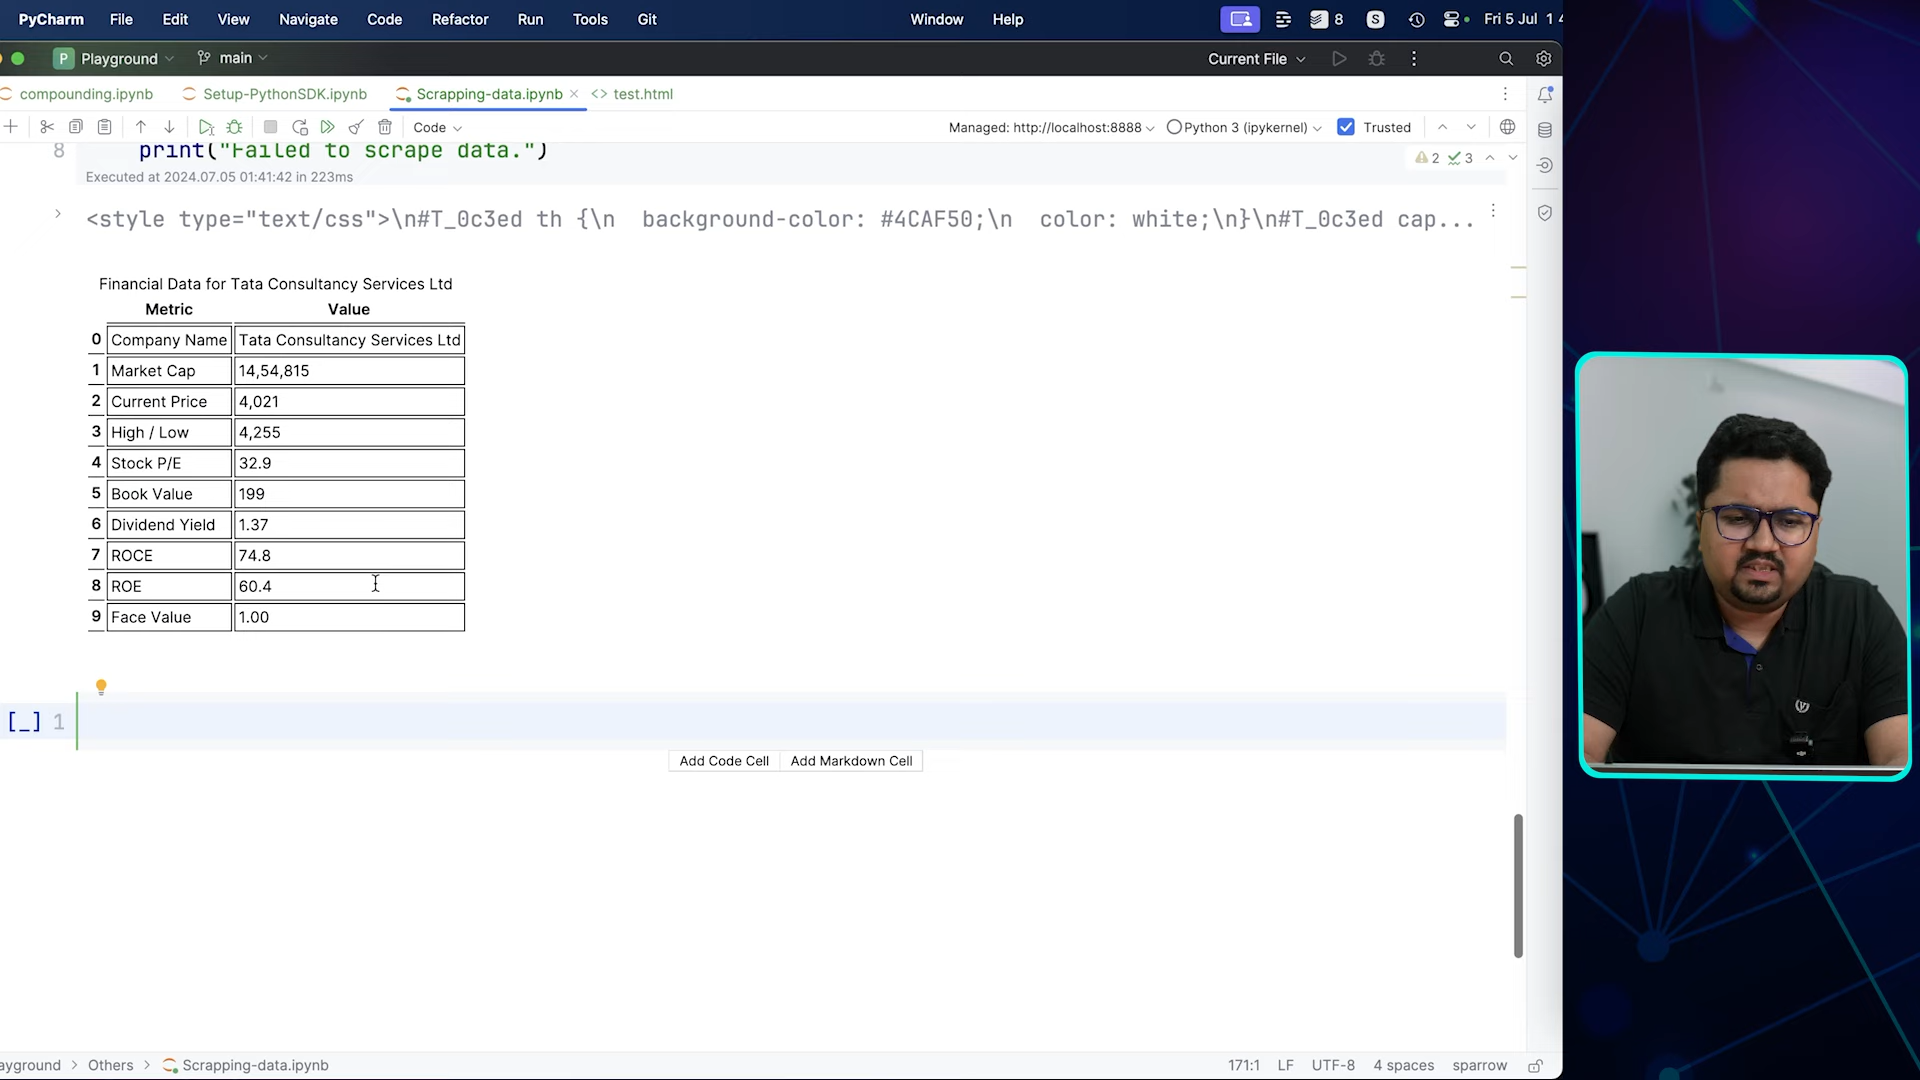 PyCharm File Edit View Navigate Code Refactor Run Tools Git Window Help 8 S Fri 5 Jul 1
P Playground main Current File
compounding.ipynb Setup-PythonSDK.ipynb Scrapping-data.ipynb <> test.html
Code Managed: http://localhost:8888 Python 3 (ipykernel) Trusted
8 print("Failed to scrape data.") 2 3
Executed at 2024.07.05 01:41:42 in 223ms
<style type="text/css">\n#T_0c3ed th {\n  background-color: #4CAF50;\n  color: white;\n}\n#T_0c3ed cap...
Financial Data for Tata Consultancy Services Ltd
Metric Value
0 Company Name Tata Consultancy Services Ltd
1 Market Cap 14,54,815
2 Current Price 4,021
3 High / Low 4,255
4 Stock P/E 32.9
5 Book Value 199
6 Dividend Yield 1.37
7 ROCE 74.8
8 ROE 60.4
9 Face Value 1.00
[_] 1
Add Code Cell Add Markdown Cell
ayground > Others > Scrapping-data.ipynb 171:1 LF UTF-8 4 spaces sparrow